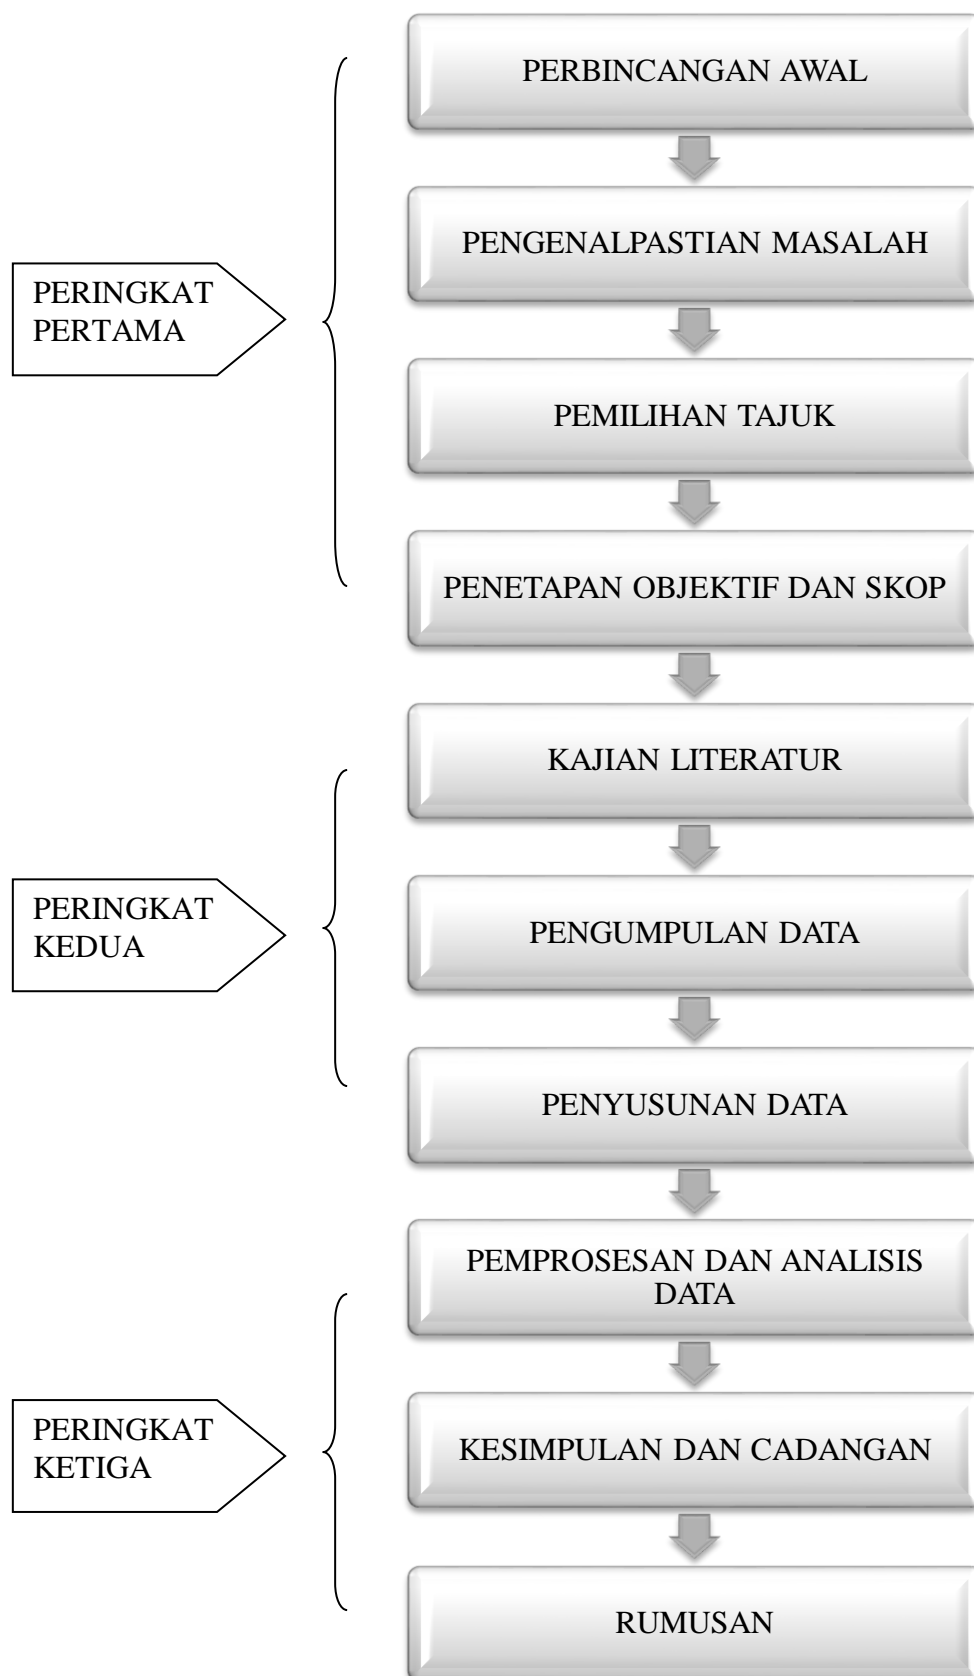 PERBINCANGAN AWAL
PENGENALPASTIAN MASALAH
PERINGKAT
PERTAMA
PEMILIHAN TAJUK
PENETAPAN OBJEKTIF DAN SKOP
KAJIAN LITERATUR
PERINGKAT
KEDUA
PENGUMPULAN DATA
PENYUSUNAN DATA
PEMPROSESAN DAN ANALISIS
DATA
PERINGKAT
KETIGA
KESIMPULAN DAN CADANGAN
RUMUSAN